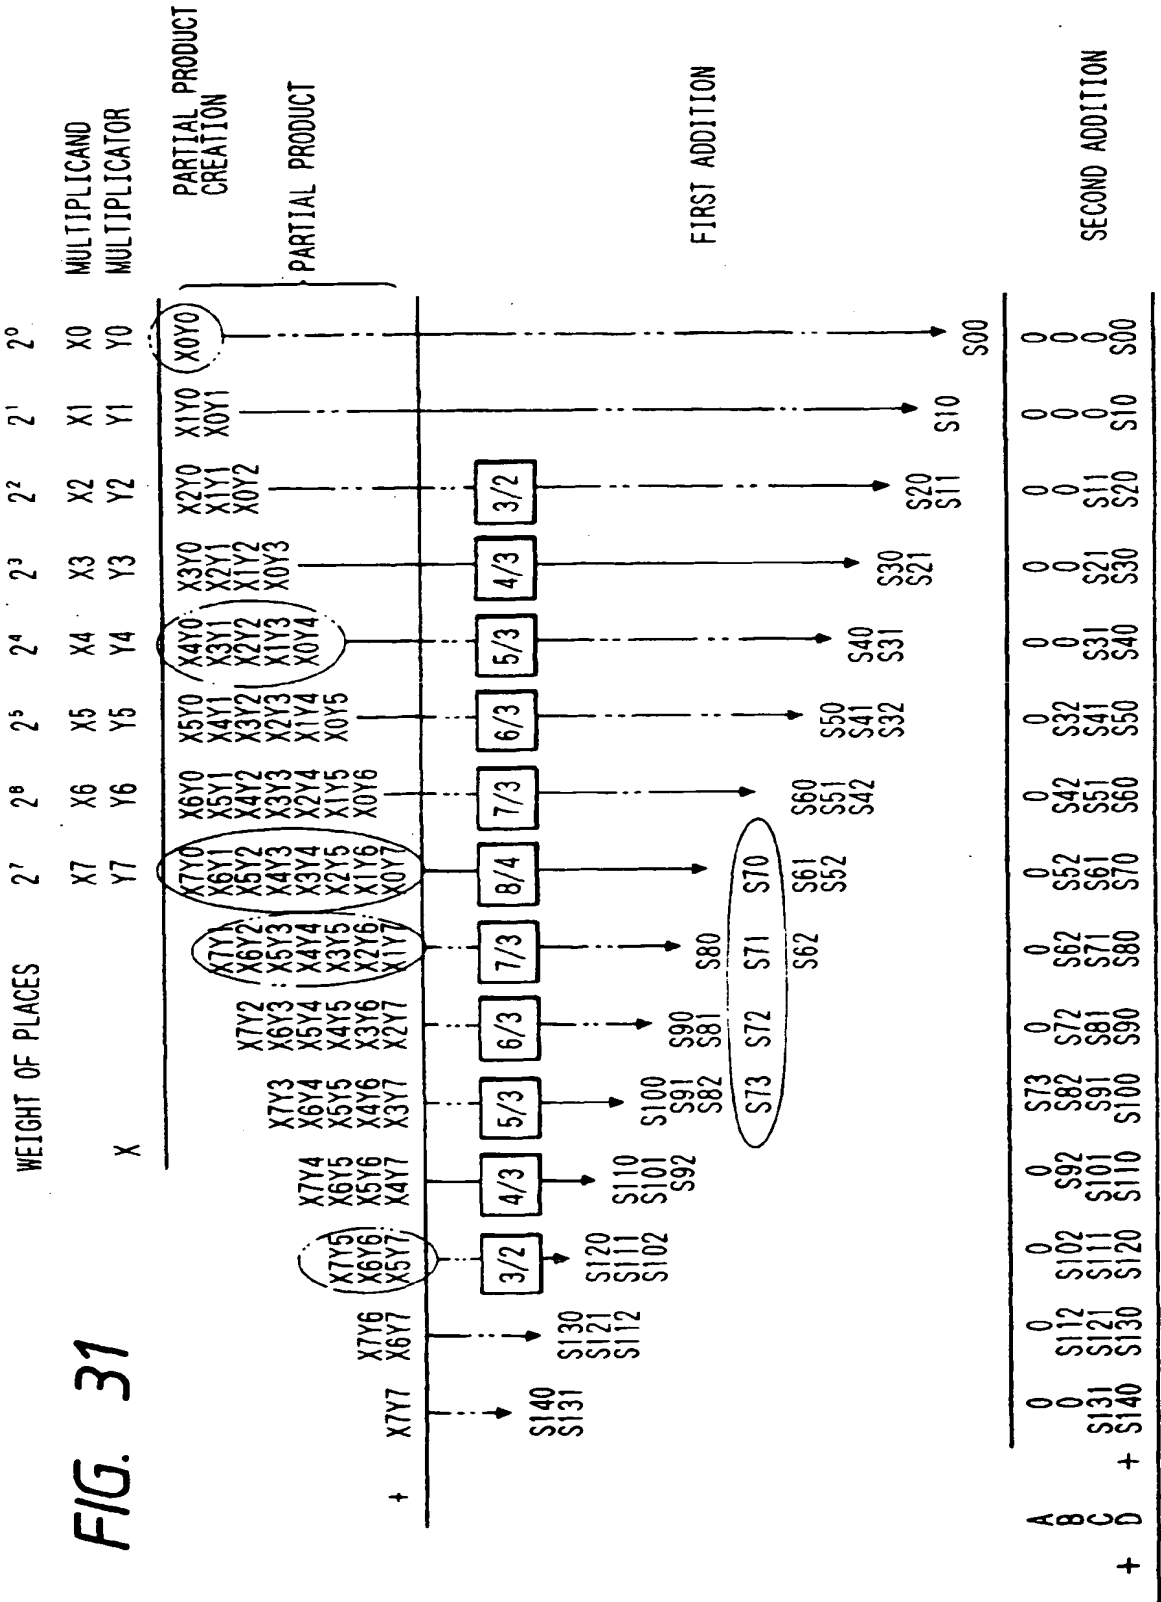 FIG. 31
WEIGHT OF PLACES 2⁷ 2⁶ 2⁵ 2⁴ 2³ 2² 2¹ 2⁰
X7 X6 X5 X4 X3 X2 X1 X0 MULTIPLICAND
X Y7 Y6 Y5 Y4 Y3 Y2 Y1 Y0 MULTIPLICATOR
X7Y0 X6Y0 X5Y0 X4Y0 X3Y0 X2Y0 X1Y0 X0Y0 PARTIAL PRODUCT
X7Y1 X6Y1 X5Y1 X4Y1 X3Y1 X2Y1 X1Y1 X0Y1 CREATION
X7Y2 X6Y2 X5Y2 X4Y2 X3Y2 X2Y2 X1Y2 X0Y2
X7Y3 X6Y3 X5Y3 X4Y3 X3Y3 X2Y3 X1Y3 X0Y3
X7Y4 X6Y4 X5Y4 X4Y4 X3Y4 X2Y4 X1Y4 X0Y4 PARTIAL PRODUCT
X7Y5 X6Y5 X5Y5 X4Y5 X3Y5 X2Y5 X1Y5 X0Y5
X7Y6 X6Y6 X5Y6 X4Y6 X3Y6 X2Y6 X1Y6 X0Y6
+ X7Y7 X6Y7 X5Y7 X4Y7 X3Y7 X2Y7 X1Y7 X0Y7
3/2 4/3 5/3 6/3 7/3 8/4 7/3 6/3 5/3 4/3 3/2
S140
S131 S130
S121 S120
S112 S111 S110
S102 S101 S100
S92 S91 S90
S82 S81 S80 FIRST ADDITION
S73 S72 S71 S70
S62 S61 S60
S52 S51 S50
S42 S41 S40
S32 S31 S30
S21 S20
S11 S10
S00
A 0 0 0 0 S73 0 0 0 0 0 0 0 0 0 0
B 0 S112 S102 S92 S82 S72 S62 S52 S42 S32 0 0 0 0 0
C S131 S121 S111 S101 S91 S81 S71 S61 S51 S41 S31 S21 S11 0 0 SECOND ADDITION
+ D + S140 S130 S120 S110 S100 S90 S80 S70 S60 S50 S40 S30 S20 S10 S00